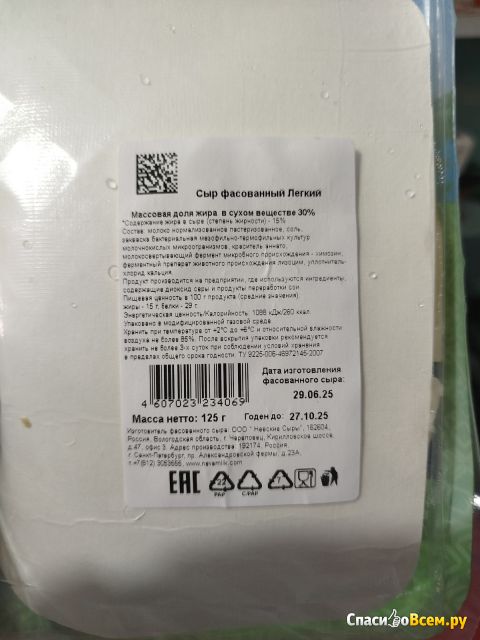 Сыр фасованный Легкий
Массовая доля жира в сухом веществе 30%
*Содержание жира в сыре (степень жирности) - 15%
Состав: молоко нормализованное пастеризованное, соль,
закваска бактериальная мезофильно-термофильных культур
молочнокислых микроорганизмов, краситель аннато,
молокосвертывающий фермент микробного происхождения - химозин,
ферментный препарат животного происхождения лизоцим, уплотнитель-
хлорид кальция.
Продукт произведен на предприятии, где используются ингредиенты,
содержащие диоксид серы и продукты переработки сои
Пищевая ценность в 100 г продукта (средние значения):
жиры - 15 г, белки - 29 г.
Энергетическая ценность/Калорийность: 1088 кДж/260 ккал
Упаковано в модифицированной газовой среде
Хранить при температуре от +2°C до +6°C и относительной влажности
воздуха не более 85%. После вскрытия упаковки рекомендуется
хранить не более 3-х суток при соблюдении условий хранения
в пределах общего срока годности. ТУ 9225-006-46972145-2007
Дата изготовления
фасованного сыра:
29.06.25
4 607023 234069
Масса нетто: 125 г
Годен до: 27.10.25
Изготовитель фасованного сыра: ООО "Невские Сыры", 162604,
Россия, Вологодская область, г. Череповец, Кирилловское шоссе,
д.47, офис 3. Адрес производства: 192174, Россия,
г. Санкт-Петербург, пр. Александровской фермы, д.23А,
www.nevamilk.com
EAC
22
PAP
C/PAP
7
СпасибоВсем.ру